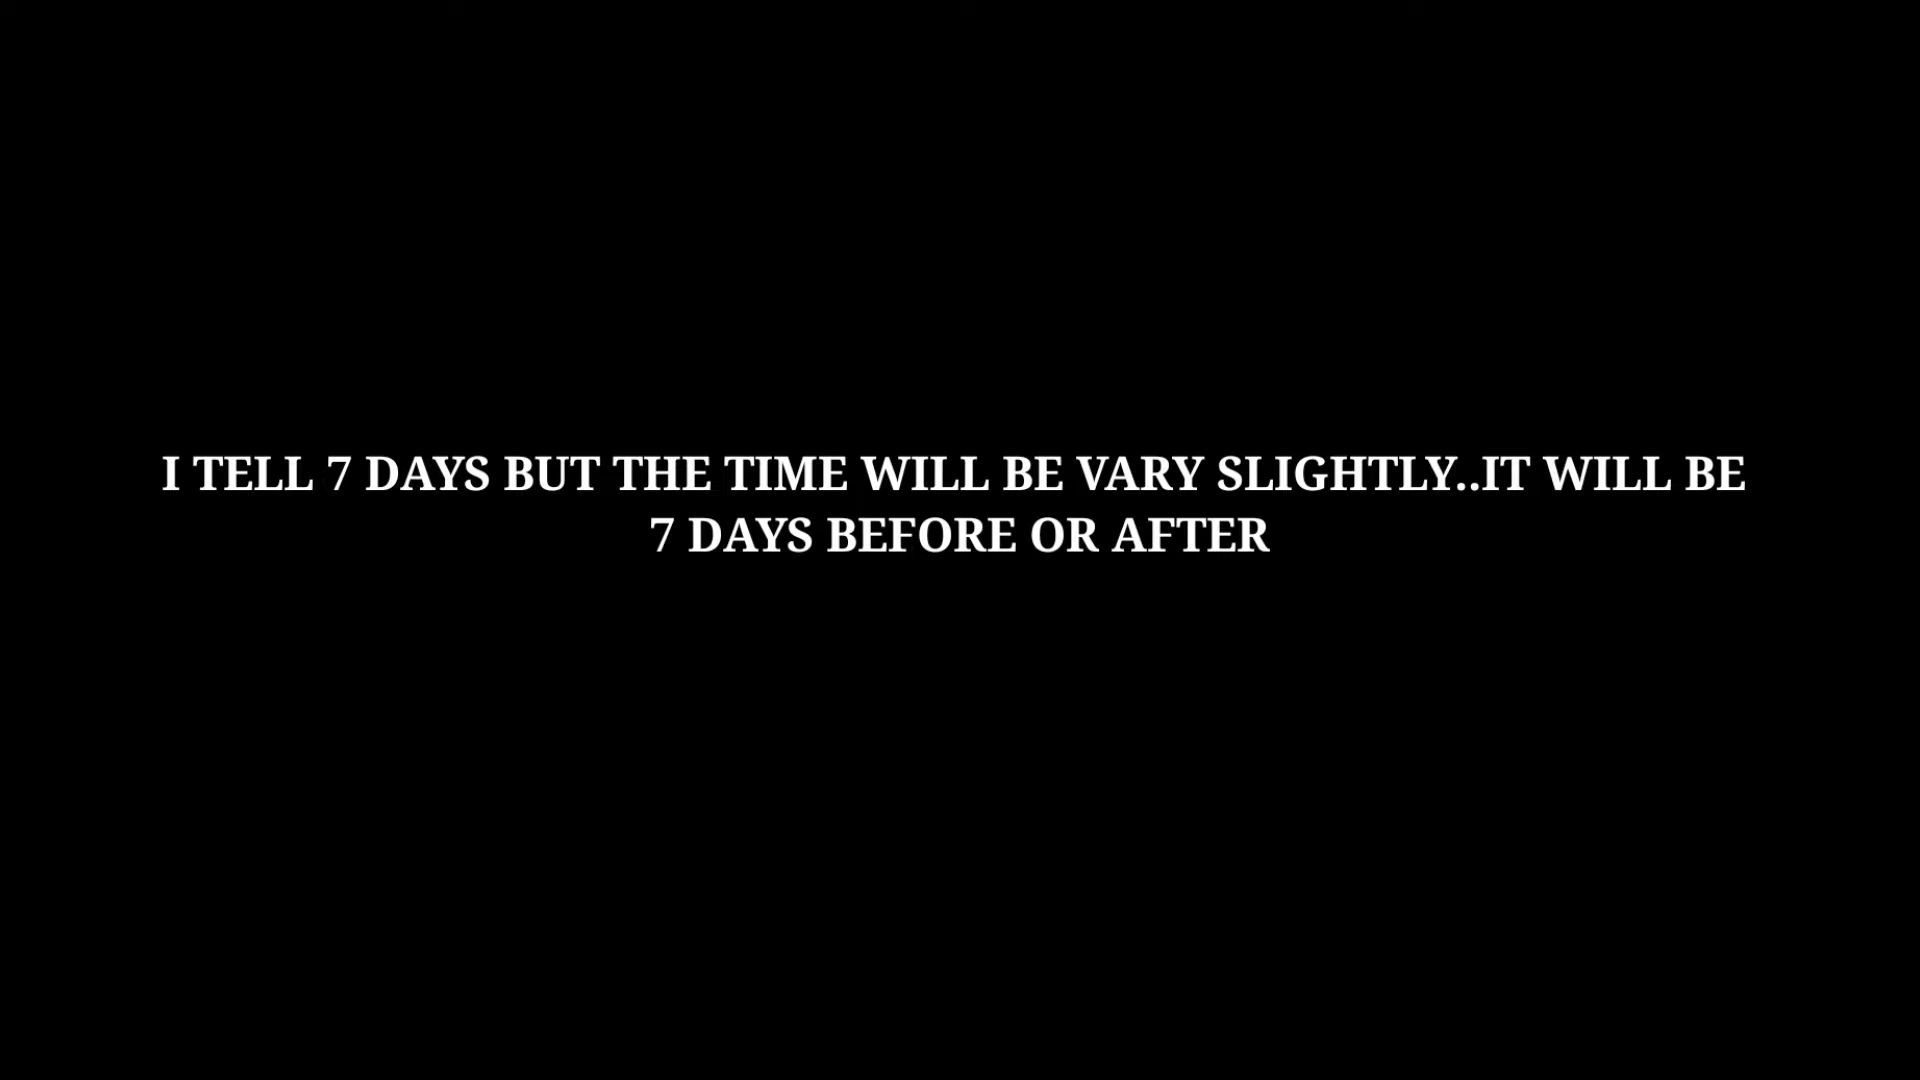 I TELL 7 DAYS BUT THE TIME WILL BE VARY SLIGHTLY..IT WILL BE
7 DAYS BEFORE OR AFTER